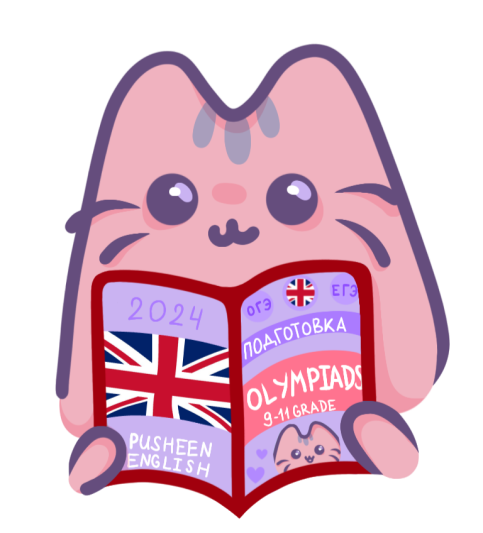 2024
PUSHEEN
ENGLISH
ОГЭ ЕГЭ
ПОДГОТОВКА
OLYMPIADS
9-11 GRADE